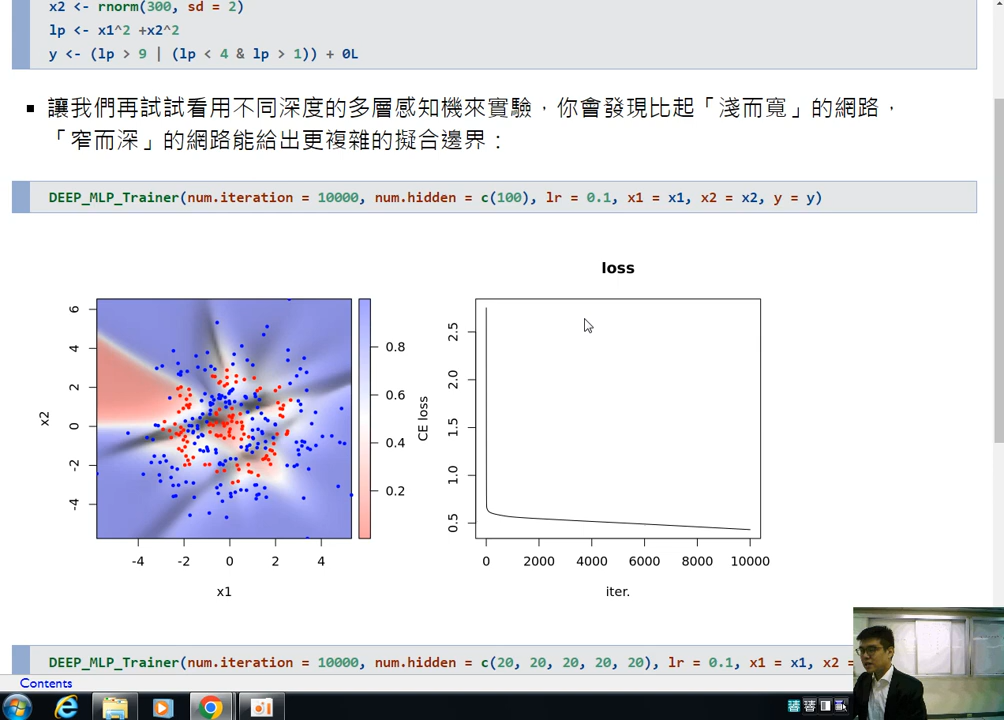 x2 <- rnorm(300, sd = 2)
lp <- x1^2 +x2^2
y <- (lp > 9 | (lp < 4 & lp > 1)) + 0L
讓我們再試試看用不同深度的多層感知機來實驗，你會發現比起「淺而寬」的網路，
「窄而深」的網路能給出更複雜的擬合邊界：
DEEP_MLP_Trainer(num.iteration = 10000, num.hidden = c(100), lr = 0.1, x1 = x1, x2 = x2, y = y)
loss
6
4
2
0
-2
-4
x2
-4 -2 0 2 4
x1
0.8
0.6
0.4
0.2
CE loss
2.5
2.0
1.5
1.0
0.5
0 2000 4000 6000 8000 10000
iter.
DEEP_MLP_Trainer(num.iteration = 10000, num.hidden = c(20, 20, 20, 20, 20), lr = 0.1, x1 = x1, x2 =
Contents